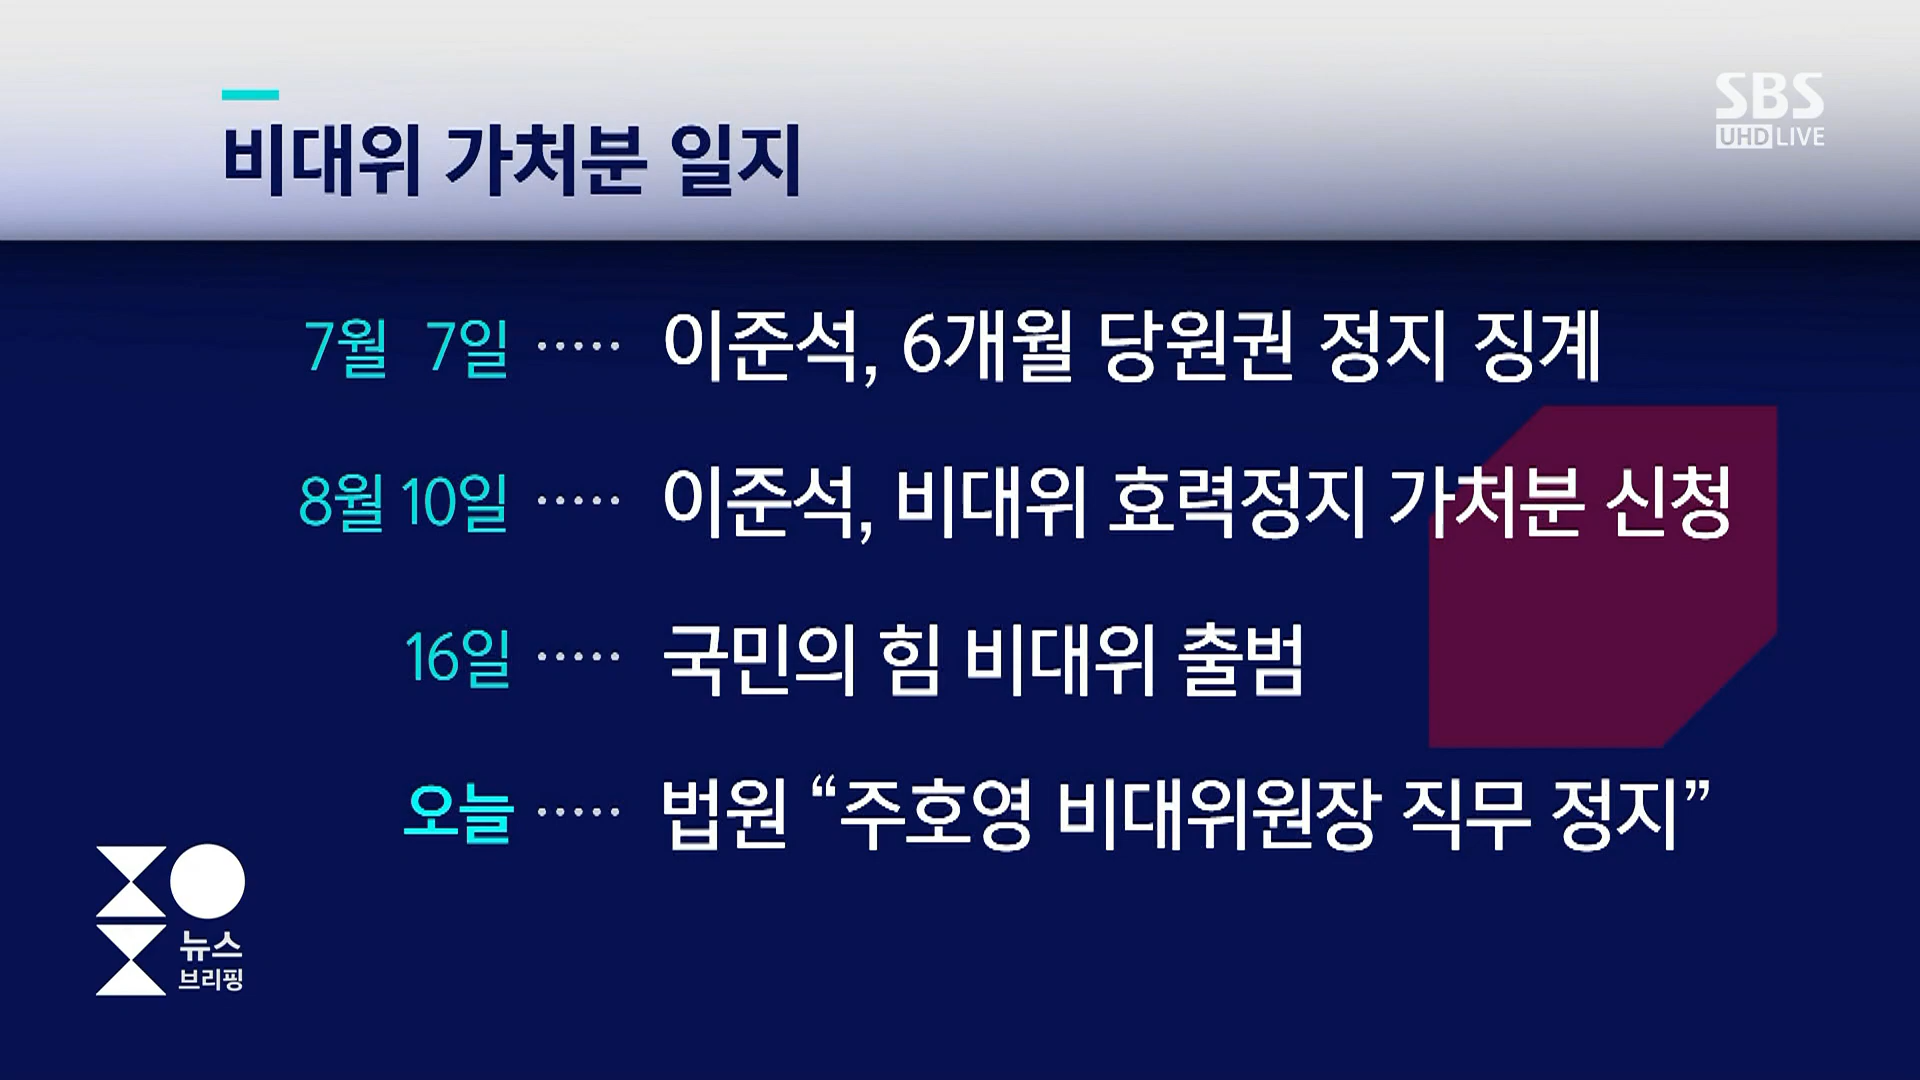 SBS
UHD LIVE
비대위 가처분 일지
7월 7일 ····· 이준석, 6개월 당원권 정지 징계
8월 10일 ····· 이준석, 비대위 효력정지 가처분 신청
16일 ····· 국민의 힘 비대위 출범
오늘 ····· 법원 “주호영 비대위원장 직무 정지”
뉴스
브리핑